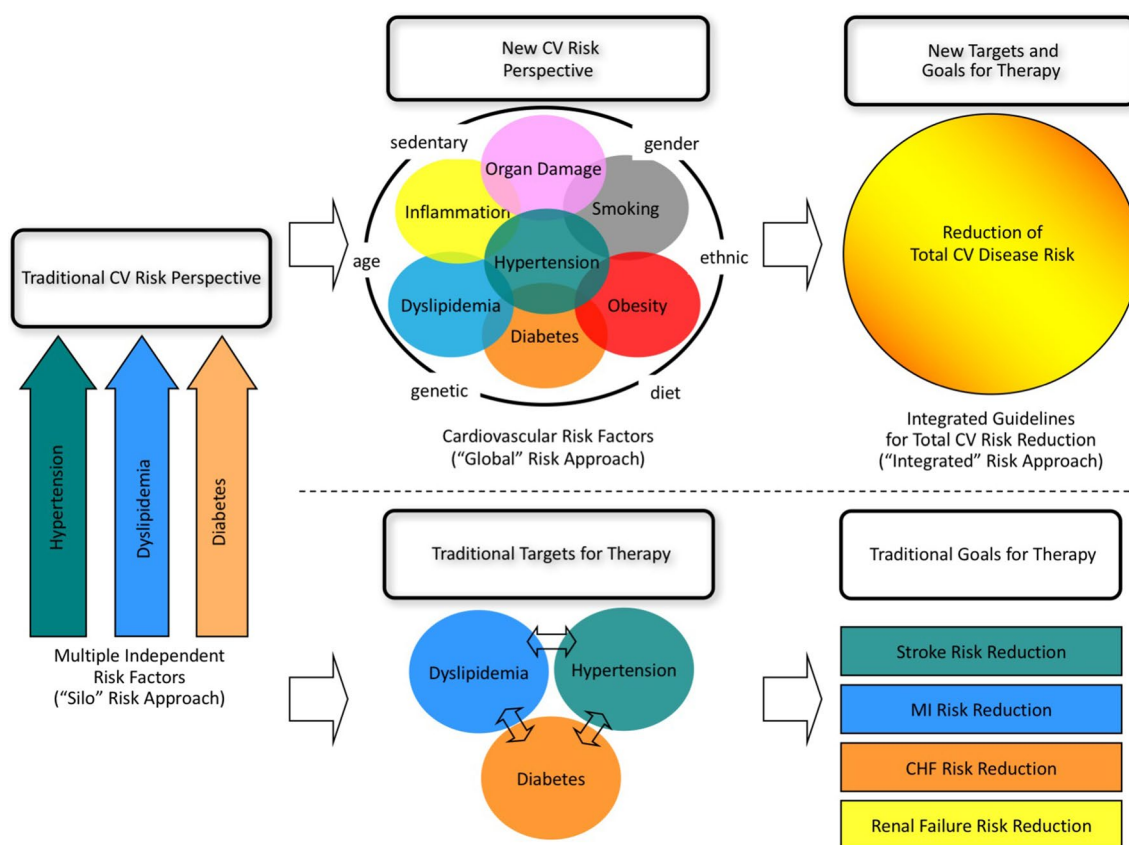 Traditional CV Risk Perspective
Hypertension
Dyslipidemia
Diabetes
Multiple Independent
Risk Factors
(“Silo” Risk Approach)
New CV Risk
Perspective
sedentary
gender
Organ Damage
Inflammation
Smoking
age
Hypertension
ethnic
Dyslipidemia
Obesity
Diabetes
genetic
diet
Cardiovascular Risk Factors
(“Global” Risk Approach)
New Targets and
Goals for Therapy
Reduction of
Total CV Disease Risk
Integrated Guidelines
for Total CV Risk Reduction
(“Integrated” Risk Approach)
Traditional Targets for Therapy
Dyslipidemia
Hypertension
Diabetes
Traditional Goals for Therapy
Stroke Risk Reduction
MI Risk Reduction
CHF Risk Reduction
Renal Failure Risk Reduction